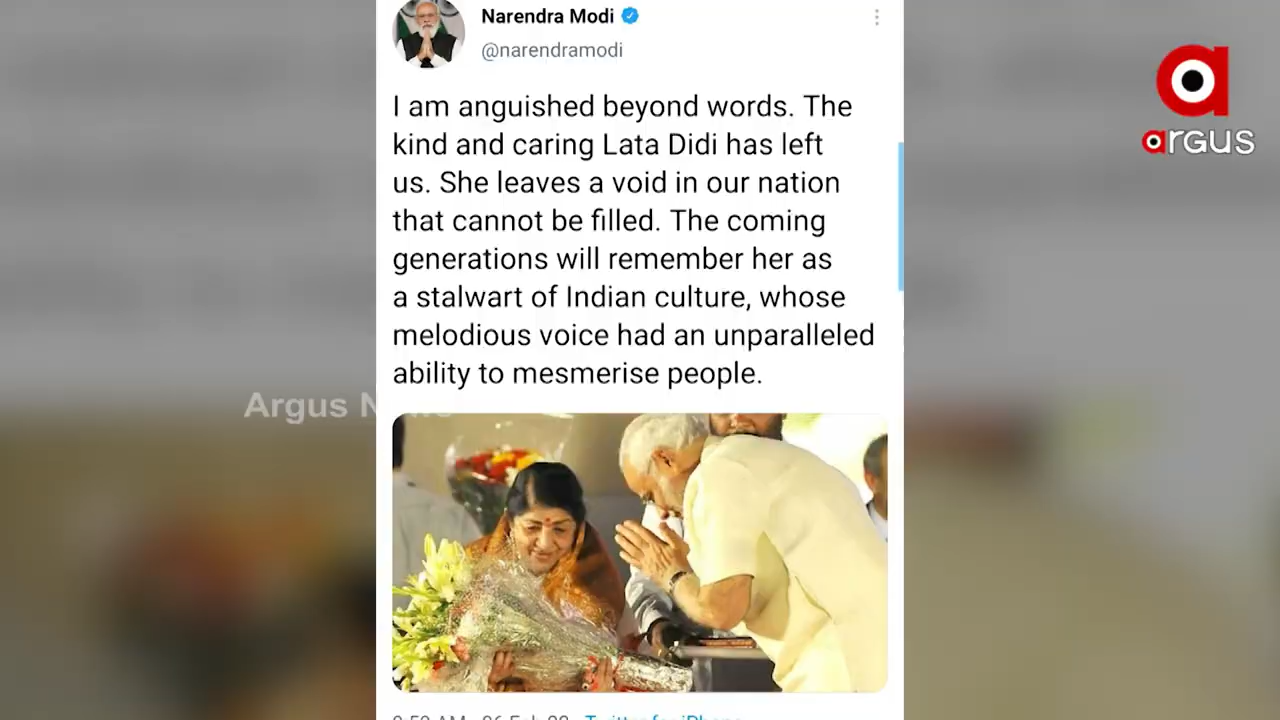 Narendra Modi
@narendramodi
argus
I am anguished beyond words. The
kind and caring Lata Didi has left
us. She leaves a void in our nation
that cannot be filled. The coming
generations will remember her as
a stalwart of Indian culture, whose
melodious voice had an unparalleled
ability to mesmerise people.
Argus